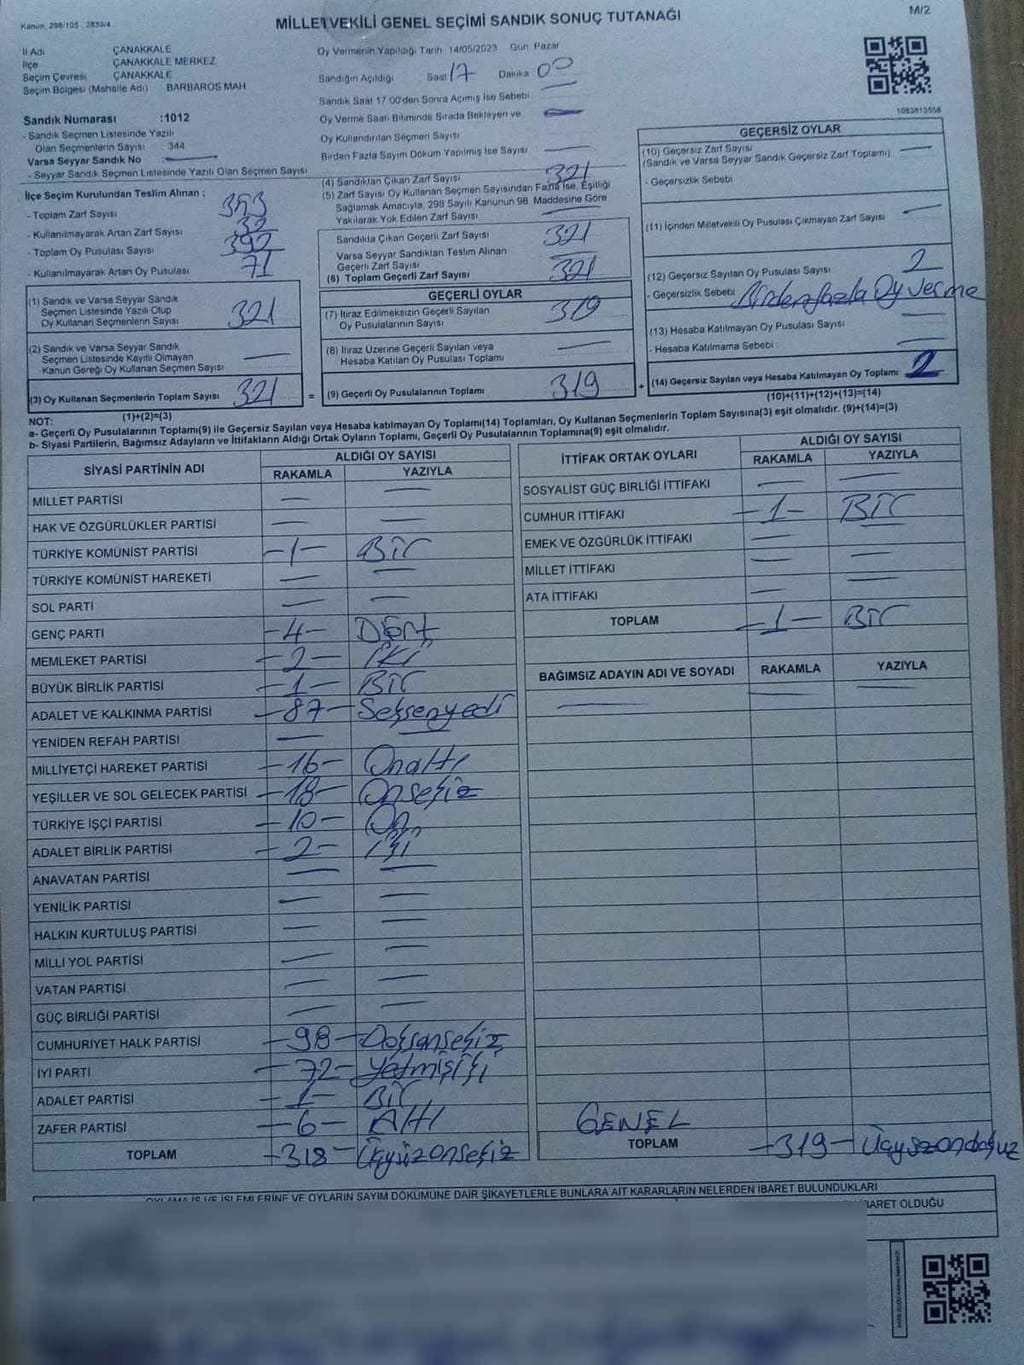 Kanun, 298/105 , 2839/4
MİLLETVEKİLİ GENEL SEÇİMİ SANDIK SONUÇ TUTANAĞI
M/2
İl Adı ÇANAKKALE
İlçe ÇANAKKALE MERKEZ
Seçim Çevresi ÇANAKKALE
Seçim Bölgesi (Mahalle Adı) BARBAROS MAH.
Sandık Numarası :1012
- Sandık Seçmen Listesinde Yazılı
Olan Seçmenlerin Sayısı 344
Varsa Seyyar Sandık No
- Seyyar Sandık Seçmen Listesinde Yazılı Olan Seçmen Sayısı
Oy Vermenin Yapıldığı Tarih 14/05/2023 Gün Pazar
Sandığın Açıldığı Saat 17 Dakika 00
Sandık Saat 17:00'den Sonra Açımış İse Sebebi
Oy Verme Saati Bitiminde Sırada Bekleyen ve
Oy Kullandırılan Seçmen Sayısı
Birden Fazla Sayım Döküm Yapılmış İse Sayısı
İlçe Seçim Kurulundan Teslim Alınan ;
- Toplam Zarf Sayısı
- Kullanılmayarak Artan Zarf Sayısı 32
- Toplam Oy Pusulası Sayısı 392
- Kullanılmayarak Artan Oy Pusulası 71
(1) Sandık ve Varsa Seyyar Sandık
Seçmen Listesinde Yazılı Olup
Oy Kullanan Seçmenlerin Sayısı 321
(2) Sandık ve Varsa Seyyar Sandık
Seçmen Listesinde Kayıtlı Olmayan
Kanun Gereği Oy Kullanan Seçmen Sayısı
(3) Oy Kullanan Seçmenlerin Toplam Sayısı 321
(1)+(2)=(3)
(4) Sandıktan Çıkan Zarf Sayısı 321
(5) Zarf Sayısı Oy Kullanan Seçmen Sayısından Fazla İse, Eşitliği
Sağlamak Amacıyla, 298 Sayılı Kanunun 98. Maddesine Göre
Yakılarak Yok Edilen Zarf Sayısı
Sandıkta Çıkan Geçerli Zarf Sayısı 321
Varsa Seyyar Sandıktan Teslim Alınan
Geçerli Zarf Sayısı
(6) Toplam Geçerli Zarf Sayısı 321
GEÇERLİ OYLAR
(7) İtiraz Edilmeksizin Geçerli Sayılan
Oy Pusulalarının Sayısı 319
(8) İtiraz Üzerine Geçerli Sayılan veya
Hesaba Katılan Oy Pusulası Toplamı
= (9) Geçerli Oy Pusulalarının Toplamı 319
1083613558
GEÇERSİZ OYLAR
(10) Geçersiz Zarf Sayısı
(Sandık ve Varsa Seyyar Sandık Geçersiz Zarf Toplamı)
- Geçersizlik Sebebi
(11) İçinden Milletvekili Oy Pusulası Çıkmayan Zarf Sayısı
(12) Geçersiz Sayılan Oy Pusulası Sayısı 2
- Geçersizlik Sebebi Birden fazla Oy Verme
(13) Hesaba Katılmayan Oy Pusulası Sayısı
- Hesaba Katılmama Sebebi
+ (14) Geçersiz Sayılan veya Hesaba Katılmayan Oy Toplamı 2
(10)+(11)+(12)+(13)=(14)
NOT:
a- Geçerli Oy Pusulalarının Toplamı(9) ile Geçersiz Sayılan veya Hesaba katılmayan Oy Toplamı(14) Toplamları, Oy Kullanan Seçmenlerin Toplam Sayısına(3) eşit olmalıdır. (9)+(14)=(3)
b- Siyasi Partilerin, Bağımsız Adayların ve İttifakların Aldığı Ortak Oyların Toplamı, Geçerli Oy Pusulalarının Toplamına(9) eşit olmalıdır.
SİYASİ PARTİNİN ADI ALDIĞI OY SAYISI
RAKAMLA YAZIYLA
MİLLET PARTİSİ
HAK VE ÖZGÜRLÜKLER PARTİSİ
TÜRKİYE KOMÜNİST PARTİSİ -1- Bir
TÜRKİYE KOMÜNİST HAREKETİ
SOL PARTİ
GENÇ PARTİ -4- Dört
MEMLEKET PARTİSİ -2- İki
BÜYÜK BİRLİK PARTİSİ -1- Bir
ADALET VE KALKINMA PARTİSİ -87- Seksenyedi
YENİDEN REFAH PARTİSİ
MİLLİYETÇİ HAREKET PARTİSİ -16- Onaltı
YEŞİLLER VE SOL GELECEK PARTİSİ -18- Onsekiz
TÜRKİYE İŞÇİ PARTİSİ -10- On
ADALET BİRLİK PARTİSİ -2- İki
ANAVATAN PARTİSİ
YENİLİK PARTİSİ
HALKIN KURTULUŞ PARTİSİ
MİLLİ YOL PARTİSİ
VATAN PARTİSİ
GÜÇ BİRLİĞİ PARTİSİ
CUMHURİYET HALK PARTİSİ -98- Doksansekiz
İYİ PARTİ -72- Yetmişiki
ADALET PARTİSİ -1- Bir
ZAFER PARTİSİ -6- Altı
TOPLAM -318- Üçyüzonsekiz
İTTİFAK ORTAK OYLARI ALDIĞI OY SAYISI
RAKAMLA YAZIYLA
SOSYALİST GÜÇ BİRLİĞİ İTTİFAKI
CUMHUR İTTİFAKI -1- Bir
EMEK VE ÖZGÜRLÜK İTTİFAKI
MİLLET İTTİFAKI
ATA İTTİFAKI
TOPLAM -1- Bir
BAĞIMSIZ ADAYIN ADI VE SOYADI RAKAMLA YAZIYLA
GENEL
TOPLAM -319- Üçyüzondokuz
OYLAMA İŞ VE İŞLEMLERİNE VE OYLARIN SAYIM DÖKÜMÜNE DAİR ŞİKAYETLERLE BUNLARA AİT KARARLARIN NELERDEN İBARET BULUNDUKLARI
İBARET OLDUĞU